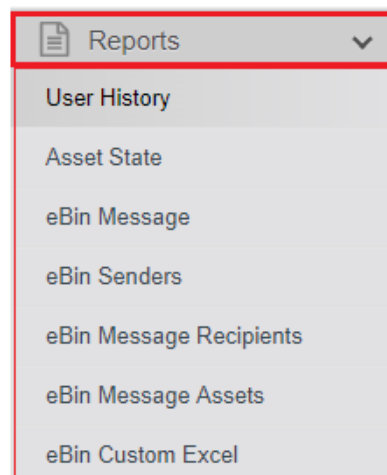 Reports
User History
Asset State
eBin Message
eBin Senders
eBin Message Recipients
eBin Message Assets
eBin Custom Excel